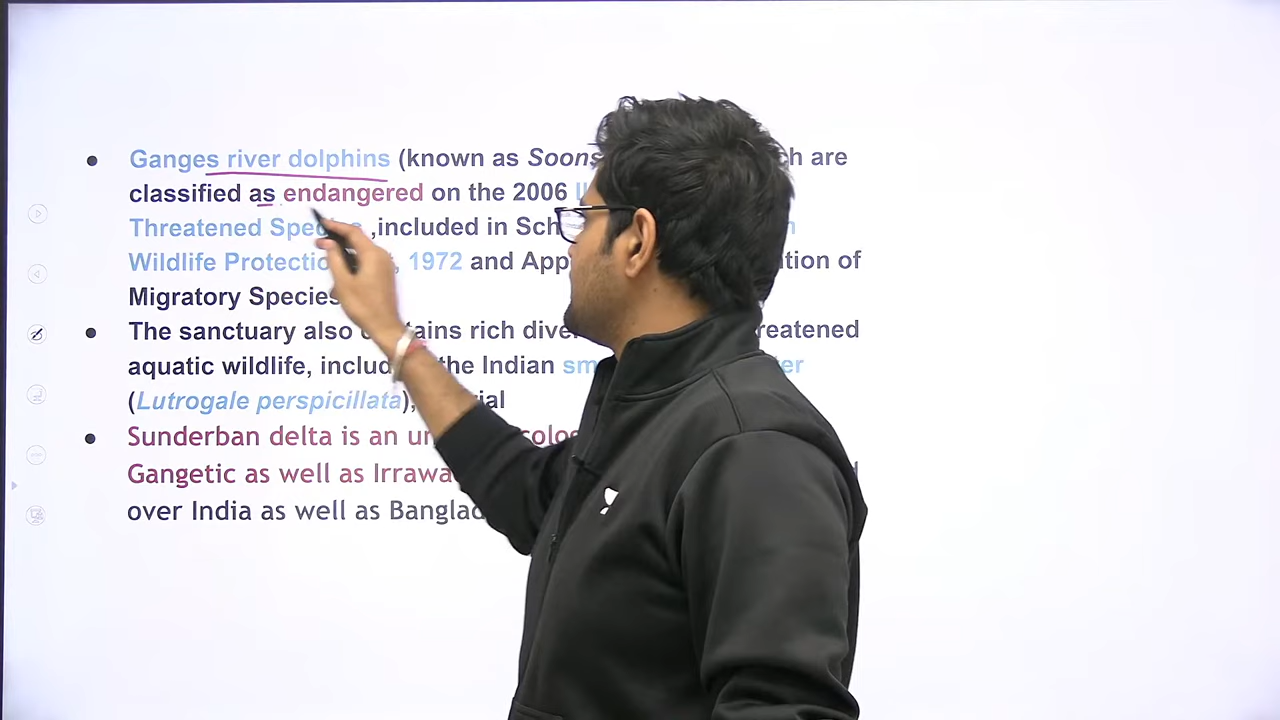 Ganges river dolphins (known as Soons ch are
classified as endangered on the 2006
Threatened Species ,included in Sch
Wildlife Protectio , 1972 and App tion of
Migratory Species
The sanctuary also contains rich dive reatened
aquatic wildlife, includ the Indian sm er
(Lutrogale perspicillata), ial
Sunderban delta is an un colo
Gangetic as well as Irrawa d
over India as well as Banglad